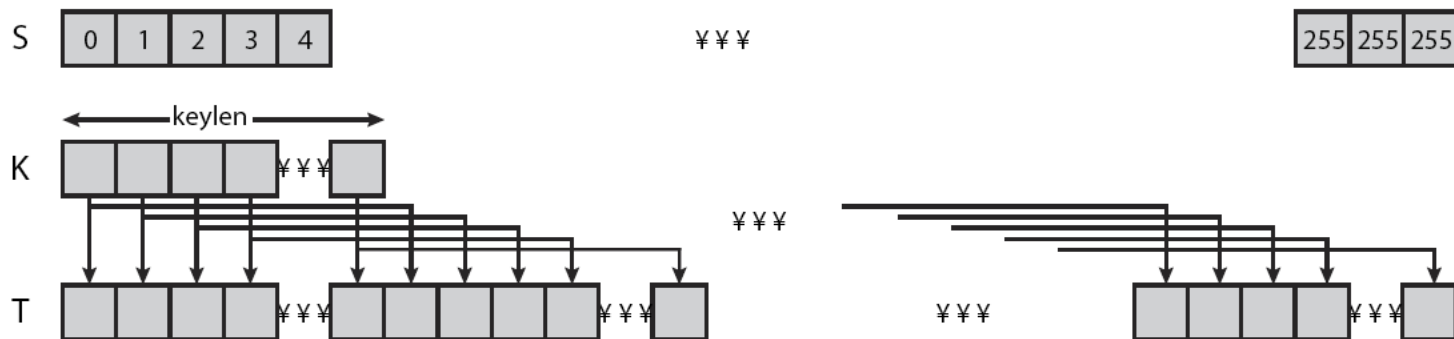 S 0 1 2 3 4 ¥ ¥ ¥ 255 255 255
keylen
K ¥ ¥ ¥
¥ ¥ ¥
T ¥ ¥ ¥ ¥ ¥ ¥ ¥ ¥ ¥ ¥ ¥ ¥